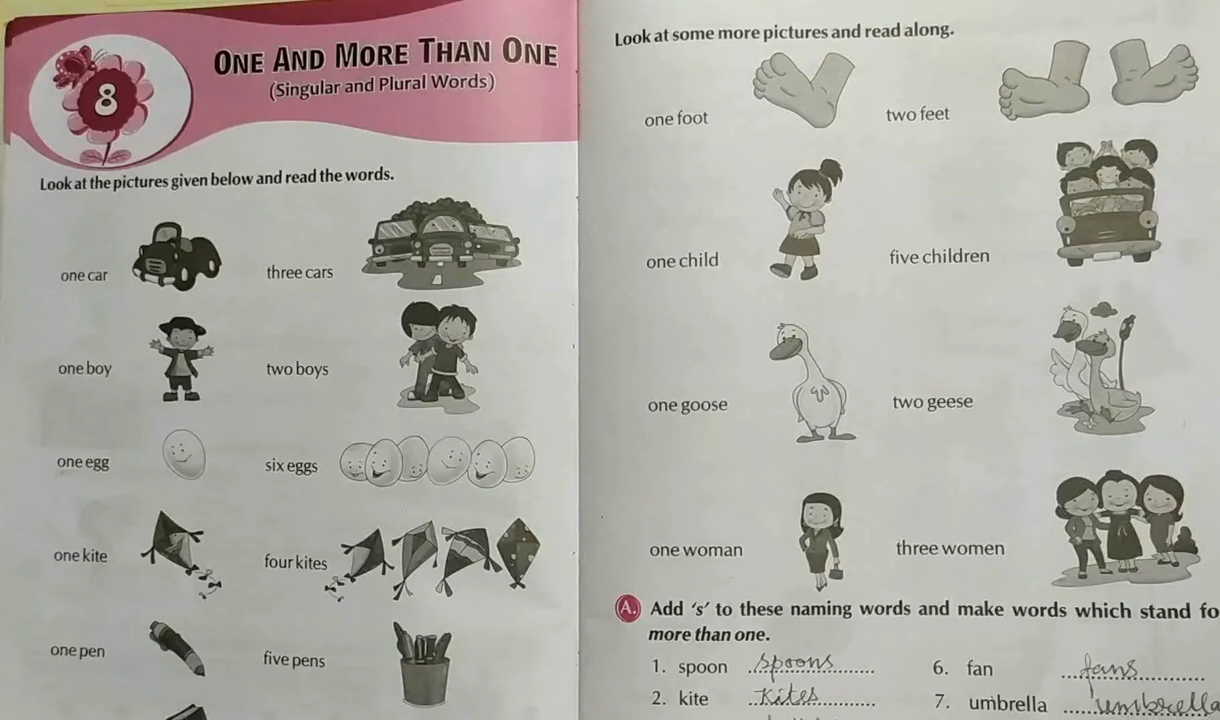 8
ONE AND MORE THAN ONE
(Singular and Plural Words)
Look at the pictures given below and read the words.
one car three cars
one boy two boys
one egg six eggs
one kite four kites
one pen five pens
Look at some more pictures and read along.
one foot two feet
one child five children
one goose two geese
one woman three women
A. Add ‘s’ to these naming words and make words which stand fo
more than one.
1. spoon spoons 6. fan fans
2. kite kites 7. umbrella umbrella